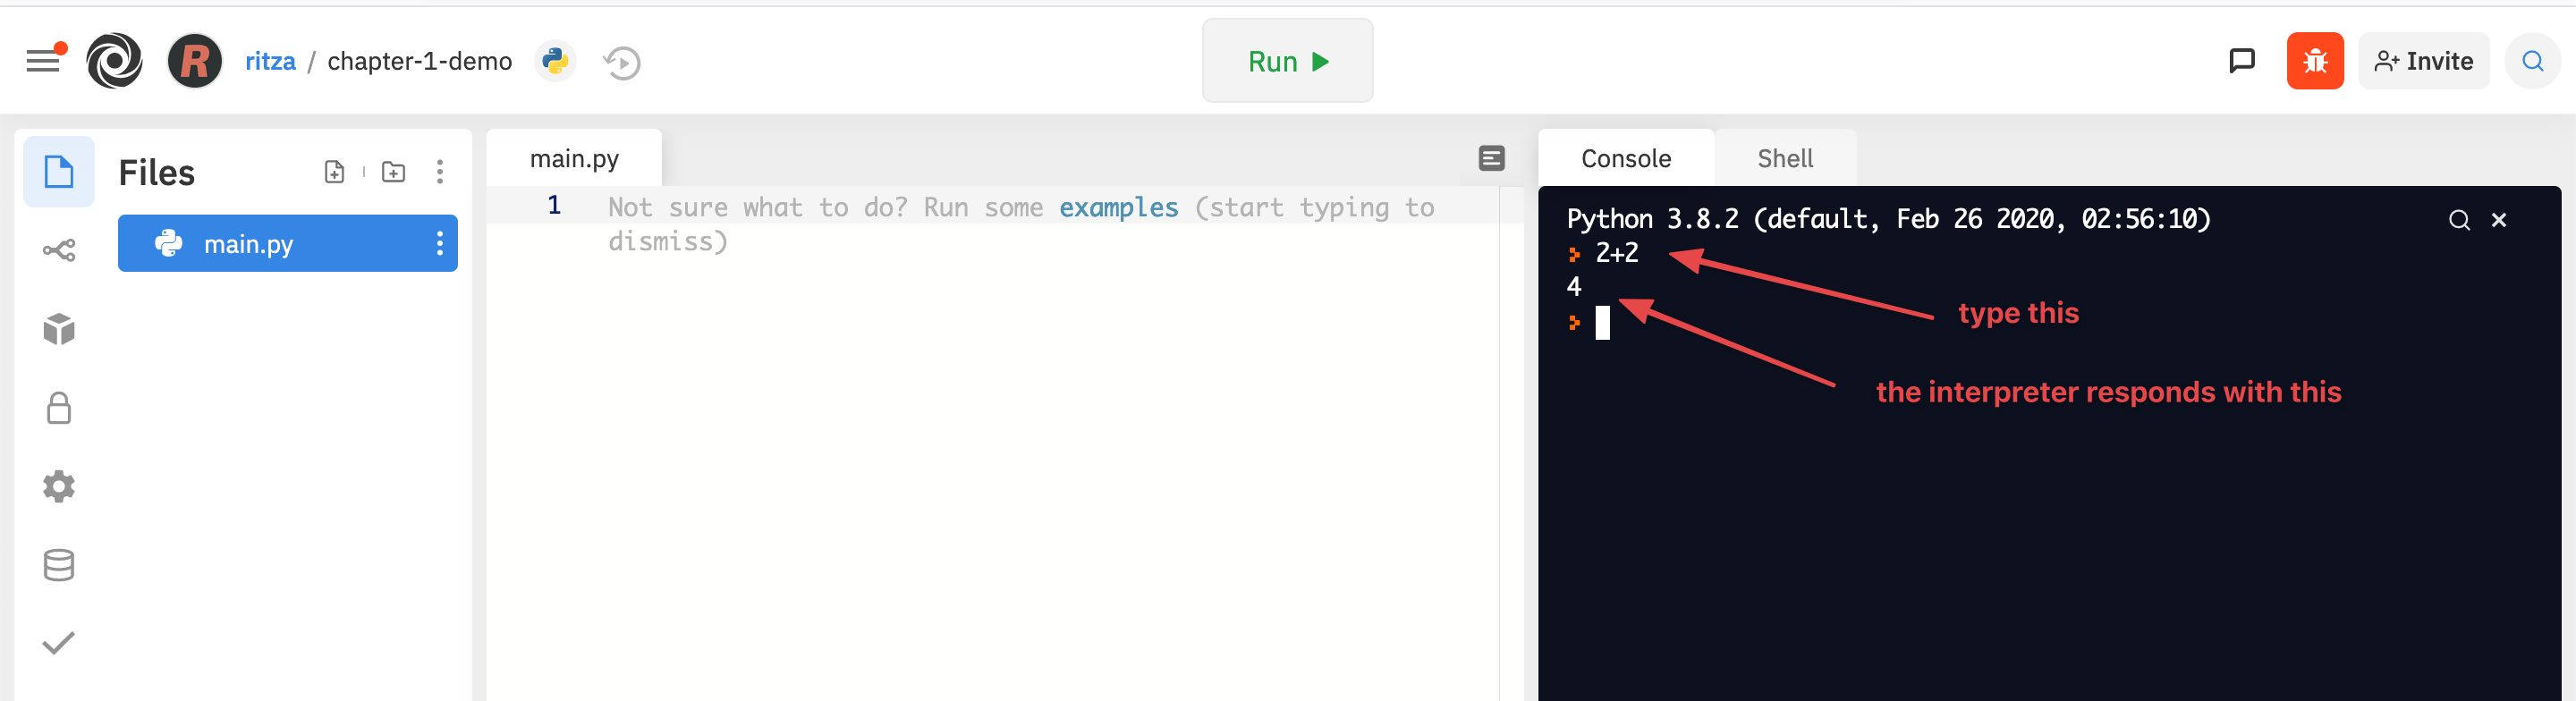 R ritza / chapter-1-demo
Run
Invite
Files
main.py
main.py
1 Not sure what to do? Run some examples (start typing to
dismiss)
Console Shell
Python 3.8.2 (default, Feb 26 2020, 02:56:10)
2+2
4
type this
the interpreter responds with this